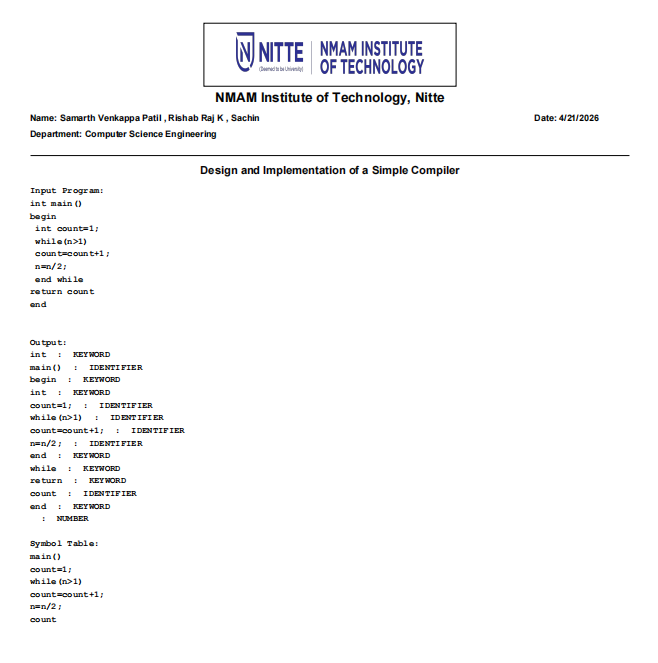 NITTE
(Deemed to be University)
NMAM INSTITUTE
OF TECHNOLOGY
NMAM Institute of Technology, Nitte
Name: Samarth Venkappa Patil , Rishab Raj K , Sachin
Date: 4/21/2026
Department: Computer Science Engineering
Design and Implementation of a Simple Compiler
Input Program:
int main()
begin
int count=1;
while(n>1)
count=count+1;
n=n/2;
end while
return count
end
Output:
int : KEYWORD
main() : IDENTIFIER
begin : KEYWORD
int : KEYWORD
count=1; : IDENTIFIER
while(n>1) : IDENTIFIER
count=count+1; : IDENTIFIER
n=n/2; : IDENTIFIER
end : KEYWORD
while : KEYWORD
return : KEYWORD
count : IDENTIFIER
end : KEYWORD
: NUMBER
Symbol Table:
main()
count=1;
while(n>1)
count=count+1;
n=n/2;
count